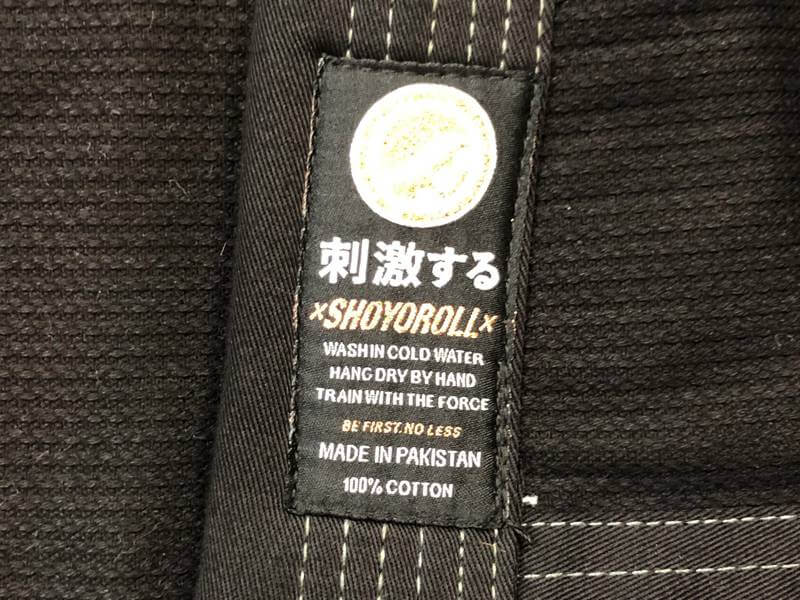 刺激する
xSHOYOROLLx
WASH IN COLD WATER
HANG DRY BY HAND
TRAIN WITH THE FORCE
BE FIRST. NO LESS
MADE IN PAKISTAN
100% COTTON